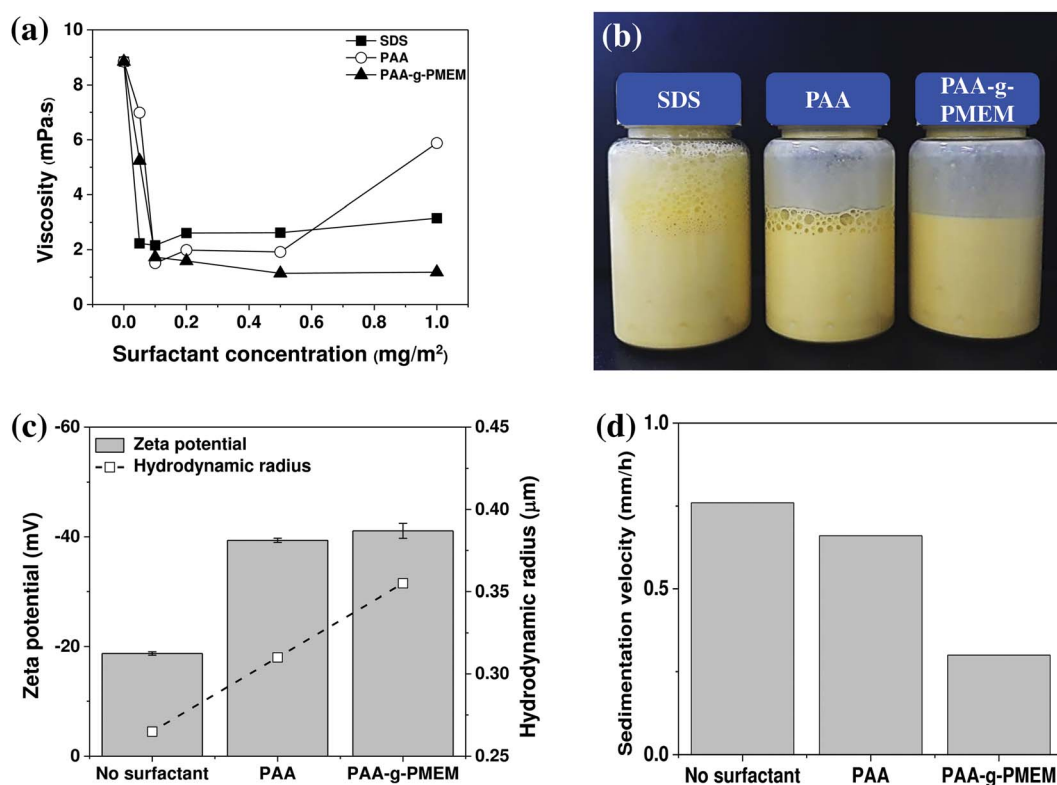 (a)
SDS
PAA
PAA-g-PMEM
10
8
6
4
2
0
Viscosity (mPa·s)
0.0 0.2 0.4 0.6 0.8 1.0
Surfactant concentration (mg/m²)
(b)
SDS
PAA
PAA-g-
PMEM
(c)
Zeta potential
Hydrodynamic radius
-60
-40
-20
0
Zeta potential (mV)
0.45
0.40
0.35
0.30
0.25
Hydrodynamic radius (μm)
No surfactant PAA PAA-g-PMEM
(d)
1.0
0.5
0.0
Sedimentation velocity (mm/h)
No surfactant PAA PAA-g-PMEM